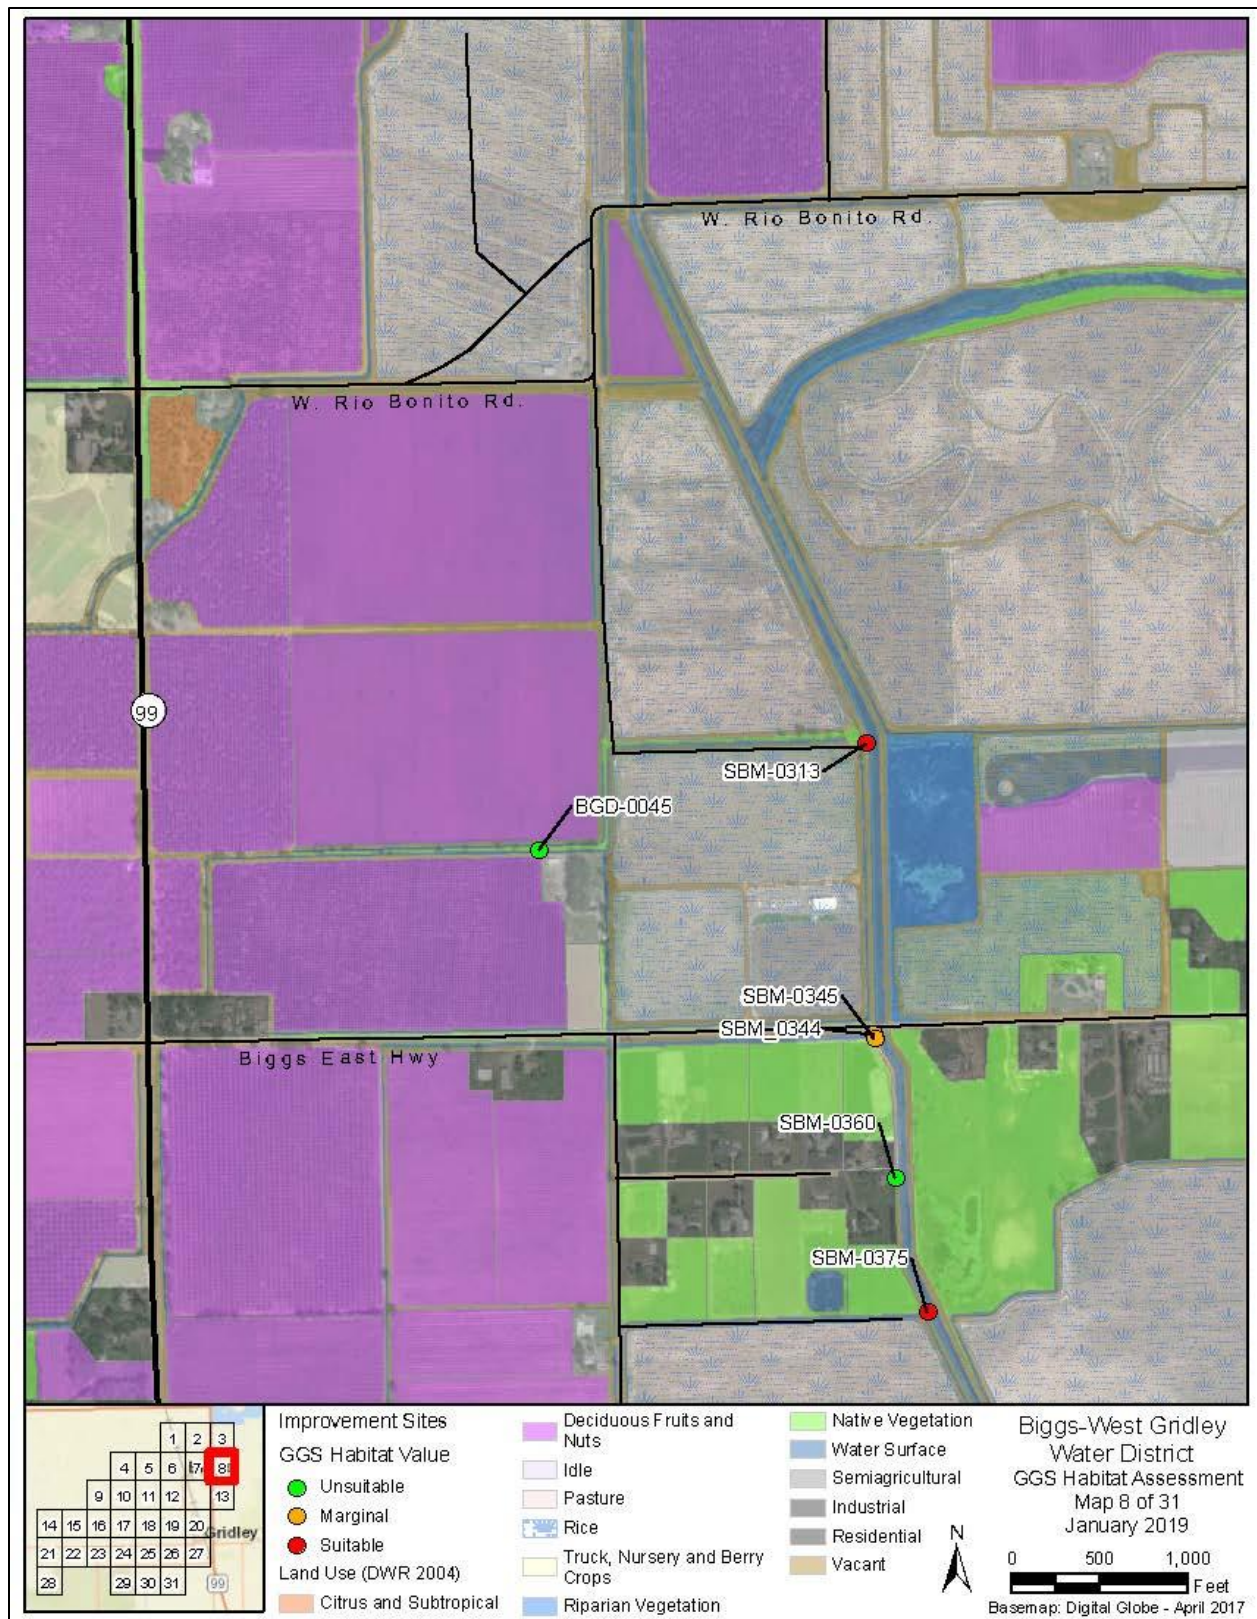 W. Rio Bonito Rd.
W. Rio Bonito Rd.
99
SBM-0313
BGD-0045
SBM-0345
SBM_0344
Biggs East Hwy
SBM-0360
SBM-0375
1 2 3
4 5 6 7 8
9 10 11 12 13
14 15 16 17 18 19 20
Gridley
21 22 23 24 25 26 27
28 29 30 31
99
Improvement Sites
GGS Habitat Value
Unsuitable
Marginal
Suitable
Land Use (DWR 2004)
Citrus and Subtropical
Deciduous Fruits and
Nuts
Idle
Pasture
Rice
Truck, Nursery and Berry
Crops
Riparian Vegetation
Native Vegetation
Water Surface
Semiagricultural
Industrial
Residential
Vacant
Biggs-West Gridley
Water District
GGS Habitat Assessment
Map 8 of 31
January 2019
N
0 500 1,000
Feet
Basemap: Digital Globe - April 2017